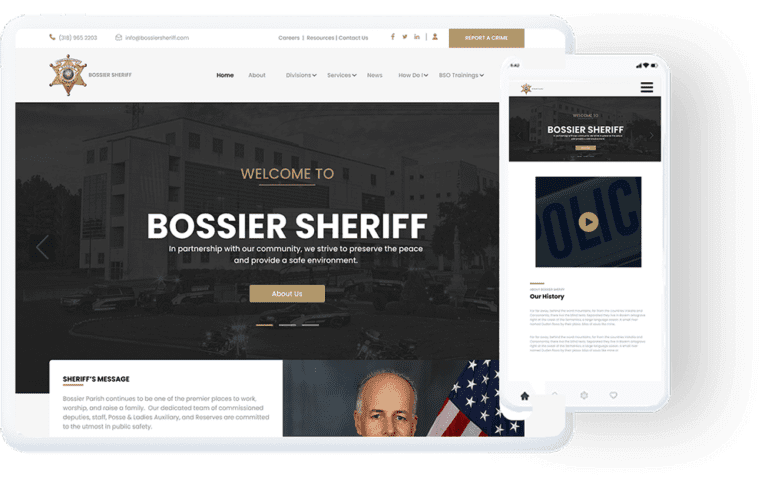 (318) 965 2203
info@bossiersheriff.com
Careers | Resources | Contact Us
REPORT A CRIME
BOSSIER SHERIFF
Home
About
Divisions
Services
News
How Do I
BSO Trainings
WELCOME TO
BOSSIER SHERIFF
In partnership with our community, we strive to preserve the peace
and provide a safe environment.
About Us
SHERIFF'S MESSAGE
Bossier Parish continues to be one of the premier places to work,
worship, and raise a family. Our dedicated team of commissioned
deputies, staff, Posse & Ladies Auxiliary, and Reserves are committed
to the utmost in public safety.
WELCOME TO
BOSSIER SHERIFF
POLICE
ABOUT BOSSIER SHERIFF
Our History